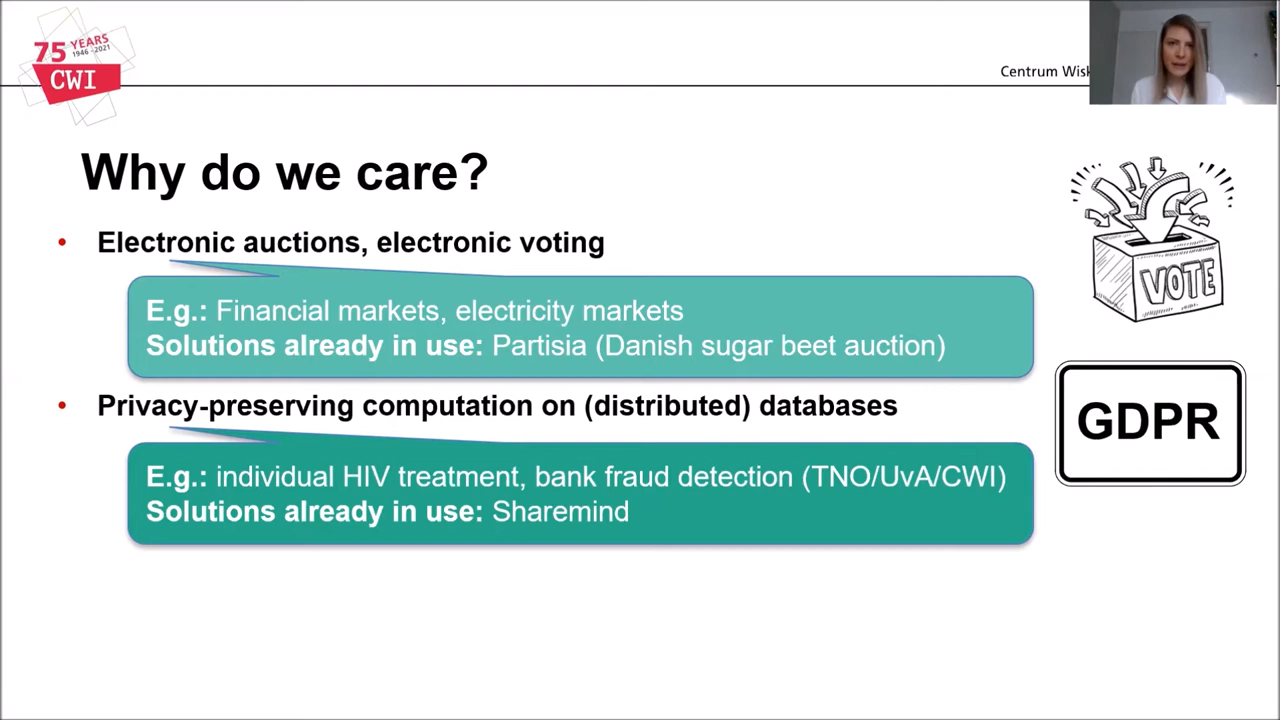 75 YEARS
1946 - 2021
CWI
Centrum Wisk
Why do we care?
• Electronic auctions, electronic voting
E.g.: Financial markets, electricity markets
Solutions already in use: Partisia (Danish sugar beet auction)
• Privacy-preserving computation on (distributed) databases
E.g.: individual HIV treatment, bank fraud detection (TNO/UvA/CWI)
Solutions already in use: Sharemind
VOTE
GDPR